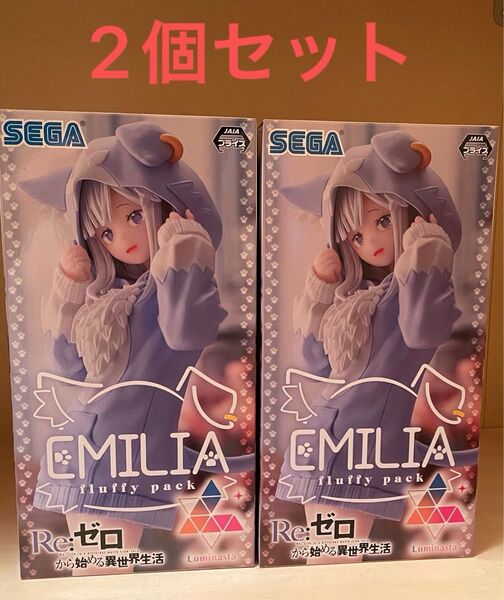 2個セット
SEGA®
JAIA
プライズ
EMILIA
fluffy pack
Re:ゼロ
から始める異世界生活
Luminasta
SEGA®
JAIA
プライズ
EMILIA
fluffy pack
Re:ゼロ
から始める異世界生活
Luminasta